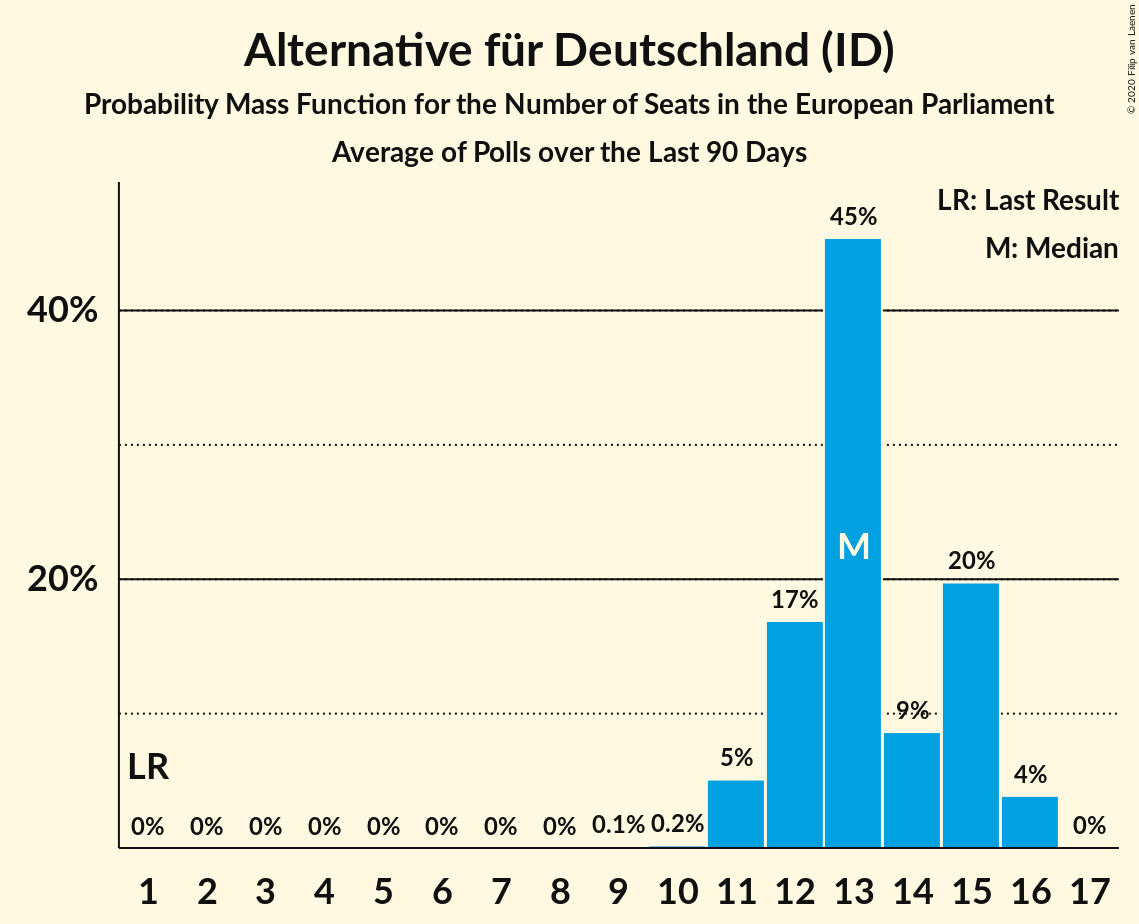 Alternative für Deutschland (ID)
Probability Mass Function for the Number of Seats in the European Parliament
Average of Polls over the Last 90 Days
© 2020 Filip van Laenen
LR: Last Result
M: Median
45%
40%
M
20%
20%
17%
9%
5%
4%
LR
0% 0% 0% 0% 0% 0% 0% 0% 0.1% 0.2% 0%
1 2 3 4 5 6 7 8 9 10 11 12 13 14 15 16 17